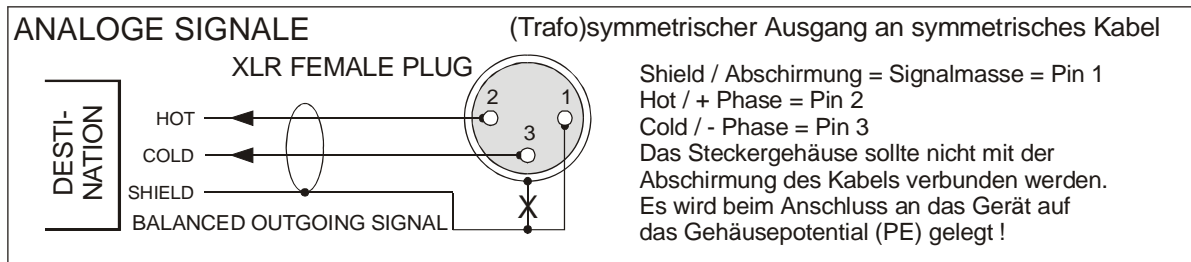 ANALOGE SIGNALE
(Trafo)symmetrischer Ausgang an symmetrisches Kabel
XLR FEMALE PLUG
DESTI-
NATION
HOT
COLD
SHIELD
BALANCED OUTGOING SIGNAL
2
1
3
X
Shield / Abschirmung = Signalmasse = Pin 1
Hot / + Phase = Pin 2
Cold / - Phase = Pin 3
Das Steckergehäuse sollte nicht mit der
Abschirmung des Kabels verbunden werden.
Es wird beim Anschluss an das Gerät auf
das Gehäusepotential (PE) gelegt !